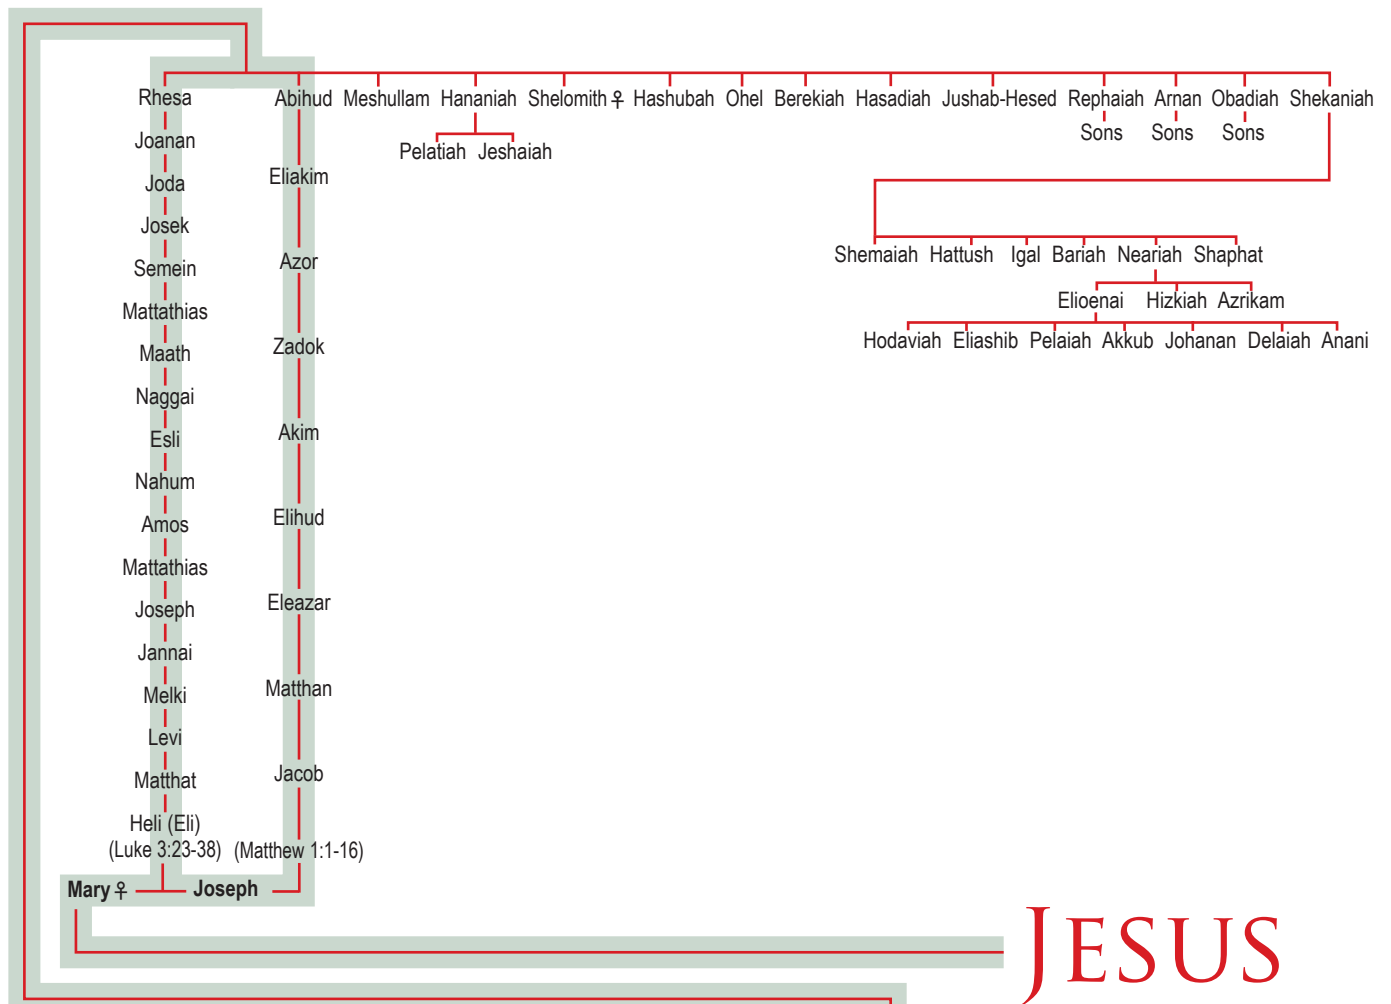 Rhesa Abihud Meshullam Hananiah Shelomith♀ Hashubah Ohel Berekiah Hasadiah Jushab-Hesed Rephaiah Arnan Obadiah Shekaniah
Sons Sons Sons
Joanan
Pelatiah Jeshaiah
Eliakim
Joda
Josek
Shemaiah Hattush Igal Bariah Neariah Shaphat
Azor
Semein
Elioenai Hizkiah Azrikam
Mattathias
Hodaviah Eliashib Pelaiah Akkub Johanan Delaiah Anani
Zadok
Maath
Naggai
Akim
Esli
Nahum
Elihud
Amos
Mattathias
Eleazar
Joseph
Jannai
Matthan
Melki
Levi
Jacob
Matthat
Heli (Eli)
(Luke 3:23-38) (Matthew 1:1-16)
Mary♀ Joseph
JESUS